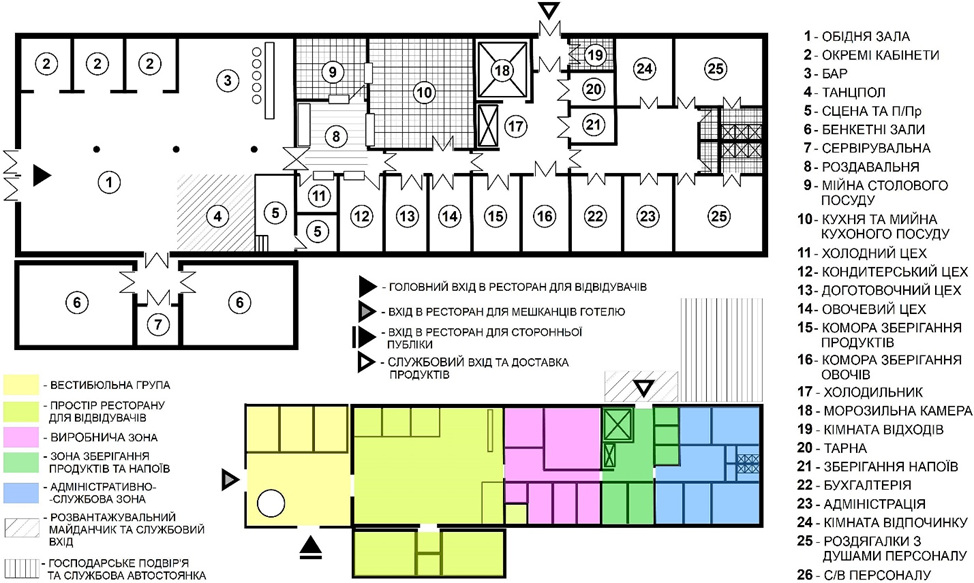 2 2 2
3
9
10
18
19
20
21
24
25
17
8
1
4
5
5
11
12
13
14
15
16
22
23
25
6
7
6
1 - ОБІДНЯ ЗАЛА
2 - ОКРЕМІ КАБІНЕТИ
3 - БАР
4 - ТАНЦПОЛ
5 - СЦЕНА ТА П/Пр
6 - БЕНКЕТНІ ЗАЛИ
7 - СЕРВІРУВАЛЬНА
8 - РОЗДАВАЛЬНЯ
9 - МІЙНА СТОЛОВОГО
ПОСУДУ
10 - КУХНЯ ТА МИЙНА
КУХОНОГО ПОСУДУ
11 - ХОЛОДНИЙ ЦЕХ
12 - КОНДИТЕРСЬКИЙ ЦЕХ
13 - ДОГОТОВОЧНИЙ ЦЕХ
14 - ОВОЧЕВИЙ ЦЕХ
15 - КОМОРА ЗБЕРІГАННЯ
ПРОДУКТІВ
16 - КОМОРА ЗБЕРІГАННЯ
ОВОЧІВ
17 - ХОЛОДИЛЬНИК
18 - МОРОЗИЛЬНА КАМЕРА
19 - КІМНАТА ВІДХОДІВ
20 - ТАРНА
21 - ЗБЕРІГАННЯ НАПОЇВ
22 - БУХГАЛТЕРІЯ
23 - АДМІНІСТРАЦІЯ
24 - КІМНАТА ВІДПОЧИНКУ
25 - РОЗДЯГАЛКИ З
ДУШАМИ ПЕРСОНАЛУ
26 - С/В ПЕРСОНАЛУ
- ГОЛОВНИЙ ВХІД В РЕСТОРАН ДЛЯ ВІДВІДУВАЧІВ
- ВХІД В РЕСТОРАН ДЛЯ МЕШКАНЦІВ ГОТЕЛЮ
- ВХІД В РЕСТОРАН ДЛЯ СТОРОННЬОЇ
ПУБЛІКИ
- СЛУЖБОВИЙ ВХІД ТА ДОСТАВКА
ПРОДУКТІВ
- ВЕСТИБЮЛЬНА ГРУПА
- ПРОСТІР РЕСТОРАНУ
ДЛЯ ВІДВІДУВАЧІВ
- ВИРОБНИЧА ЗОНА
- ЗОНА ЗБЕРІГАННЯ
ПРОДУКТІВ ТА НАПОЇВ
- АДМІНІСТРАТИВНО-
-СЛУЖБОВА ЗОНА
- РОЗВАНТАЖУВАЛЬНИЙ
МАЙДАНЧИК ТА СЛУЖБОВИЙ
ВХІД
- ГОСПОДАРСЬКЕ ПОДВІР'Я
ТА СЛУЖБОВА АВТОСТОЯНКА